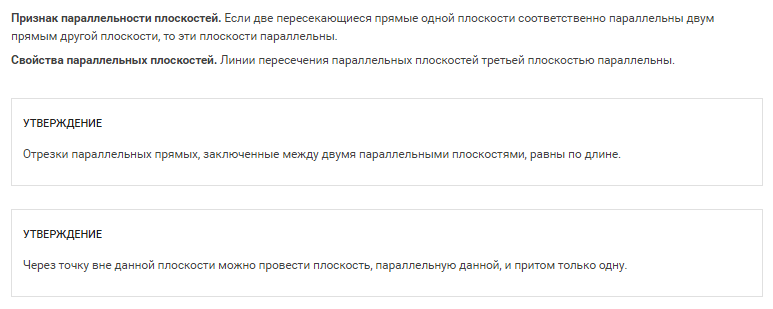 Признак параллельности плоскостей. Если две пересекающиеся прямые одной плоскости соответственно параллельны двум
прямым другой плоскости, то эти плоскости параллельны.
Свойства параллельных плоскостей. Линии пересечения параллельных плоскостей третьей плоскостью параллельны.
УТВЕРЖДЕНИЕ
Отрезки параллельных прямых, заключенные между двумя параллельными плоскостями, равны по длине.
УТВЕРЖДЕНИЕ
Через точку вне данной плоскости можно провести плоскость, параллельную данной, и притом только одну.